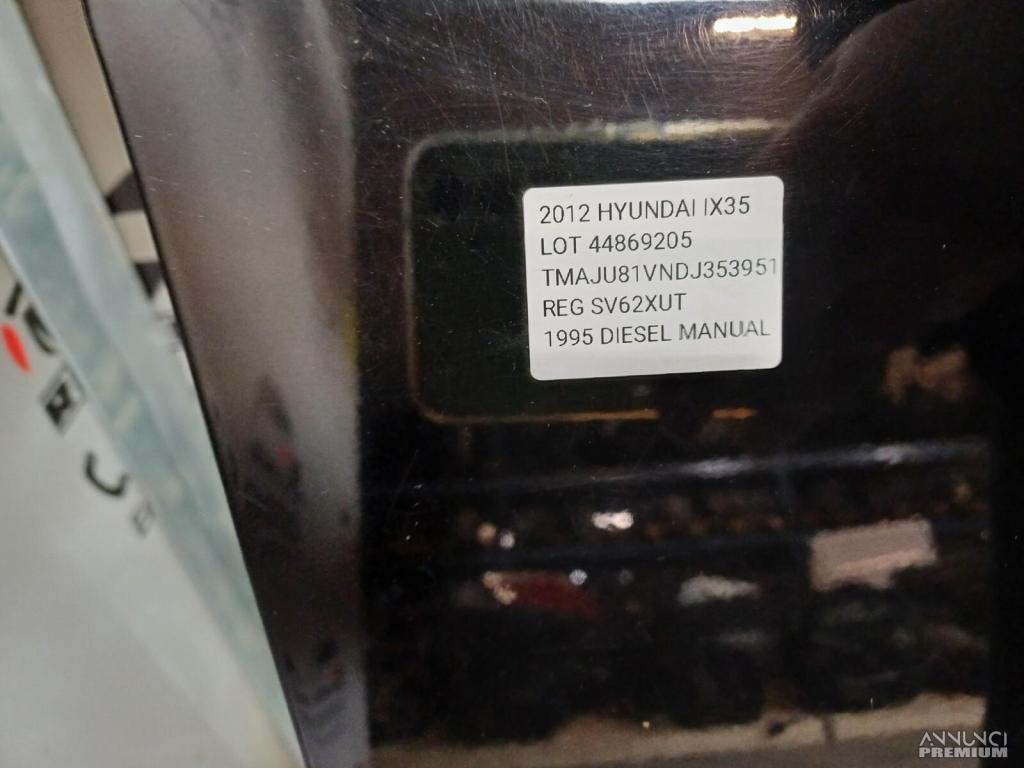 2012 HYUNDAI IX35
LOT 44869205
TMAJU81VNDJ353951
REG SV62XUT
1995 DIESEL MANUAL
ANNUNCI
PREMIUM